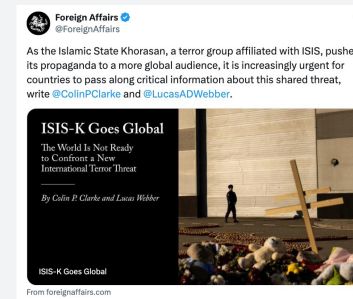 Foreign Affairs
@ForeignAffairs
As the Islamic State Khorasan, a terror group affiliated with ISIS, pushe
its propaganda to a more global audience, it is increasingly urgent for
countries to pass along critical information about this shared threat,
write @ColinPClarke and @LucasADWebber.
ISIS-K Goes Global
The World Is Not Ready
to Confront a New
International Terror Threat
By Colin P. Clarke and Lucas Webber
ISIS-K Goes Global
From foreignaffairs.com